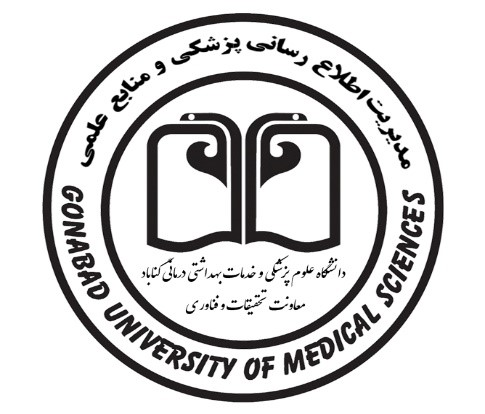 مدیریت اطلاع رسانی پزشکی و منابع علمی
دانشگاه علوم پزشکی و خدمات بهداشتی درمانی گناباد
معاونت تحقیقات و فناوری
GONABAD UNIVERSITY OF MEDICAL SCIENCES